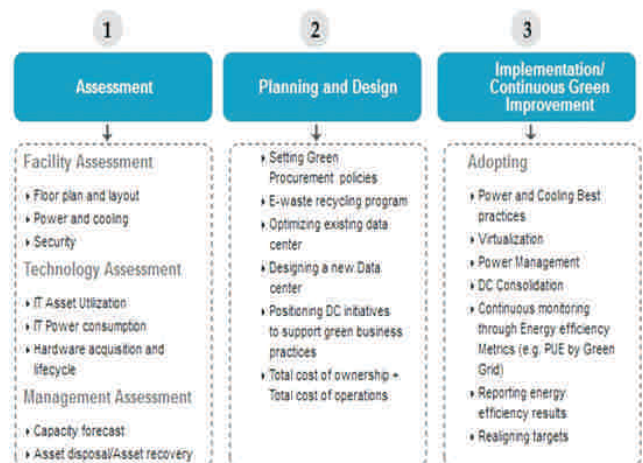 1
Assessment
Facility Assessment
Floor plan and layout
Power and cooling
Security
Technology Assessment
IT Asset Utilization
IT Power consumption
Hardware acquisition and
lifecycle
Management Assessment
Capacity forecast
Asset disposal/Asset recovery
2
Planning and Design
Setting Green
Procurement policies
E-waste recycling program
Optimizing existing data
center
Designing a new Data
center
Positioning DC initiatives
to support green business
practices
Total cost of ownership +
Total cost of operations
3
Implementation/
Continuous Green
Improvement
Adopting
Power and Cooling Best
practices
Virtualization
Power Management
DC Consolidation
Continuous monitoring
through Energy efficiency
Metrics (e.g. PUE by Green
Grid)
Reporting energy
efficiency results
Realigning targets